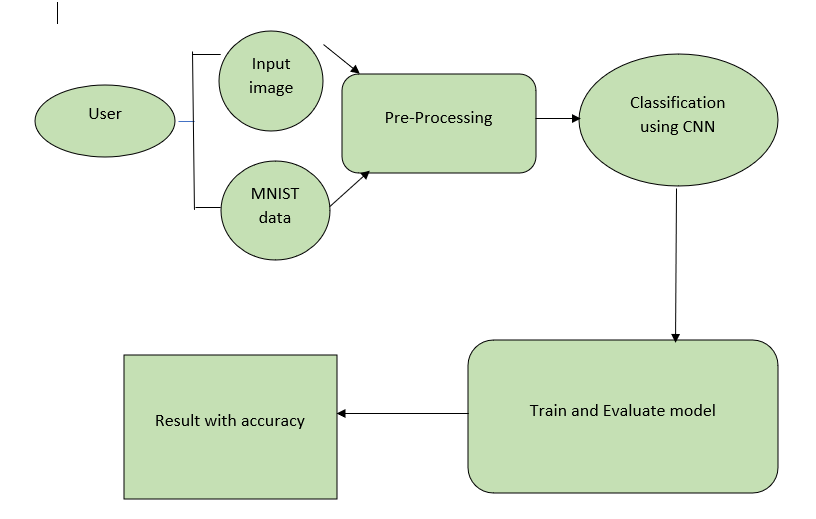 User
Input
image
MNIST
data
Pre-Processing
Classification
using CNN
Train and Evaluate model
Result with accuracy